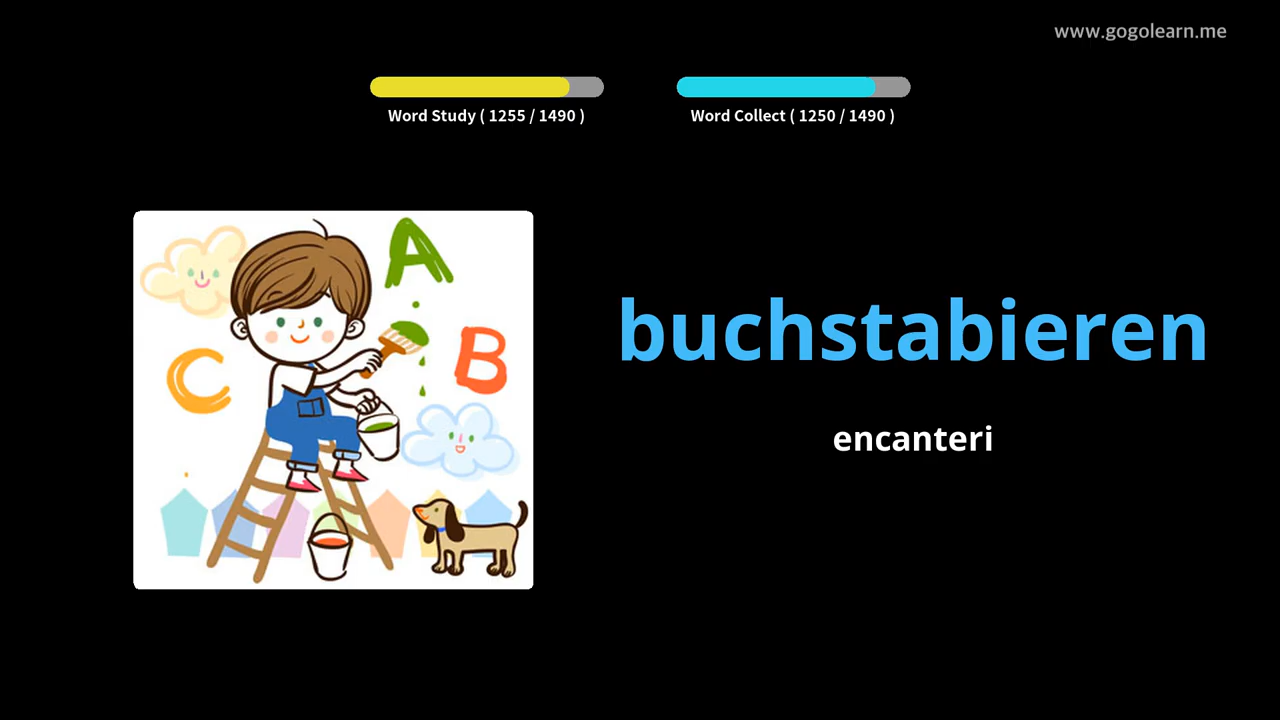 www.gogolearn.me
Word Study ( 1255 / 1490 )
Word Collect ( 1250 / 1490 )
A
B
C
buchstabieren
encanteri